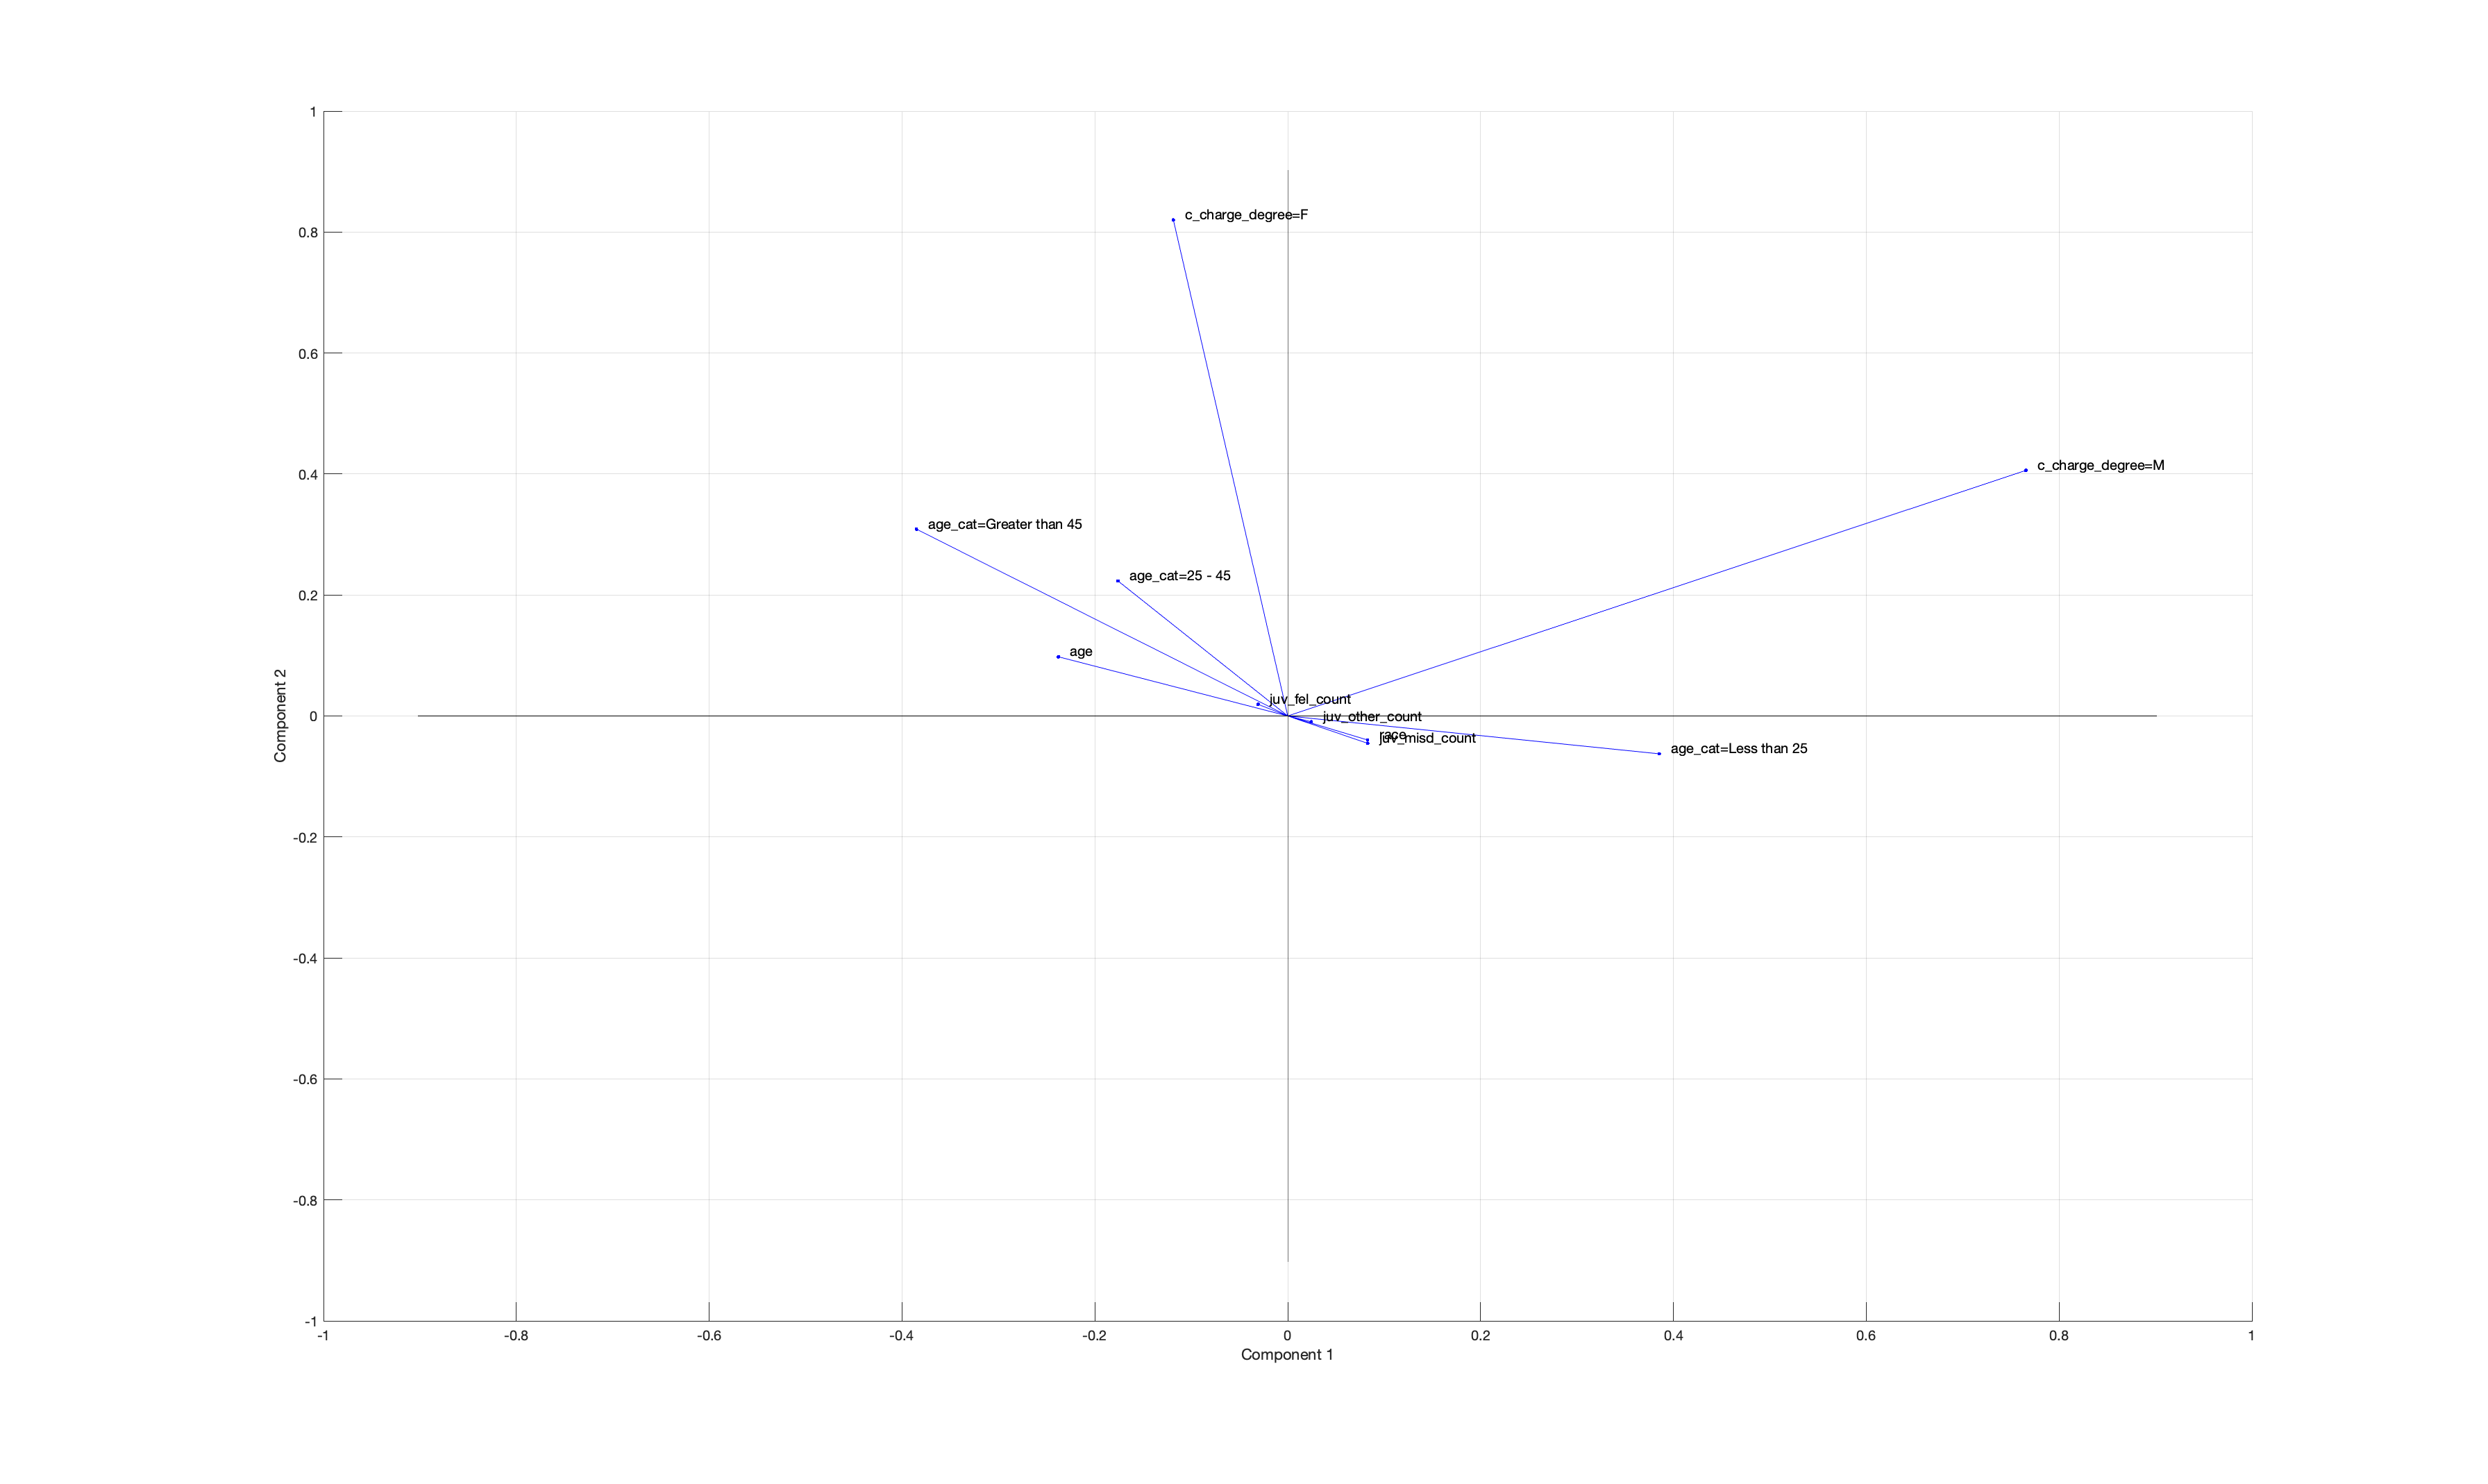 1
0.8
0.6
0.4
0.2
0
-0.2
-0.4
-0.6
-0.8
-1
Component 2
c_charge_degree=F
c_charge_degree=M
age_cat=Greater than 45
age_cat=25 - 45
age
juv_fel_count
juv_other_count
race
juv_misd_count
age_cat=Less than 25
-1 -0.8 -0.6 -0.4 -0.2 0 0.2 0.4 0.6 0.8 1
Component 1